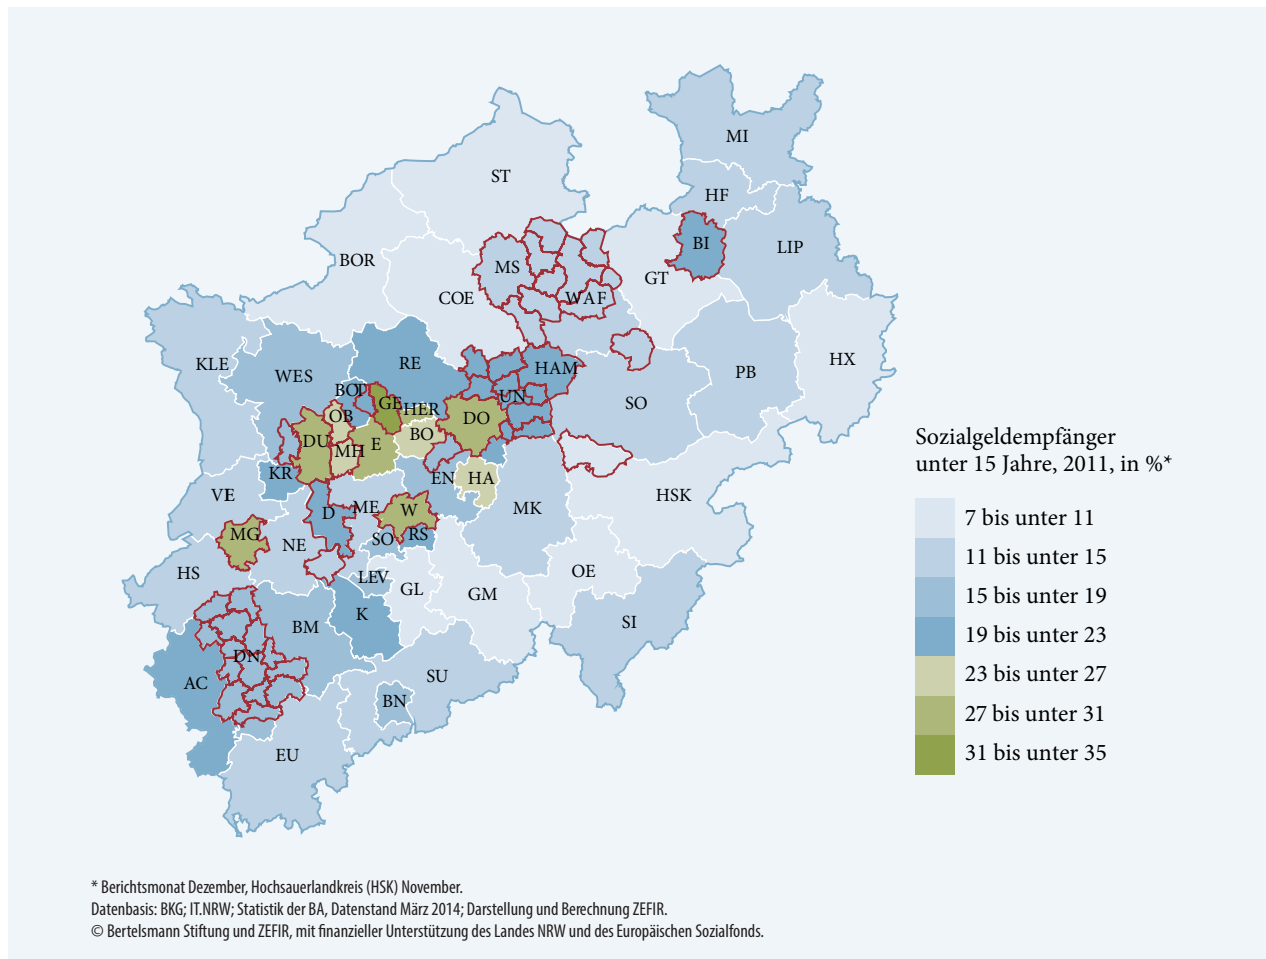 MI
ST
HF
BI
LIP
BOR
MS
GT
COE
WAF
HX
KLE
RE
HAM
PB
WES
BOT
UN
SO
GE
HER
OB
DO
DU
BO
E
MH
KR
EN
HA
VE
HSK
ME
MK
D
W
MG
RS
SO
NE
HS
LEV
OE
GL
GM
K
BM
SI
DN
SU
AC
BN
EU
Sozialgeldempfänger
unter 15 Jahre, 2011, in %*
7 bis unter 11
11 bis unter 15
15 bis unter 19
19 bis unter 23
23 bis unter 27
27 bis unter 31
31 bis unter 35
* Berichtsmonat Dezember, Hochsauerlandkreis (HSK) November.
Datenbasis: BKG; IT.NRW; Statistik der BA, Datenstand März 2014; Darstellung und Berechnung ZEFIR.
© Bertelsmann Stiftung und ZEFIR, mit finanzieller Unterstützung des Landes NRW und des Europäischen Sozialfonds.